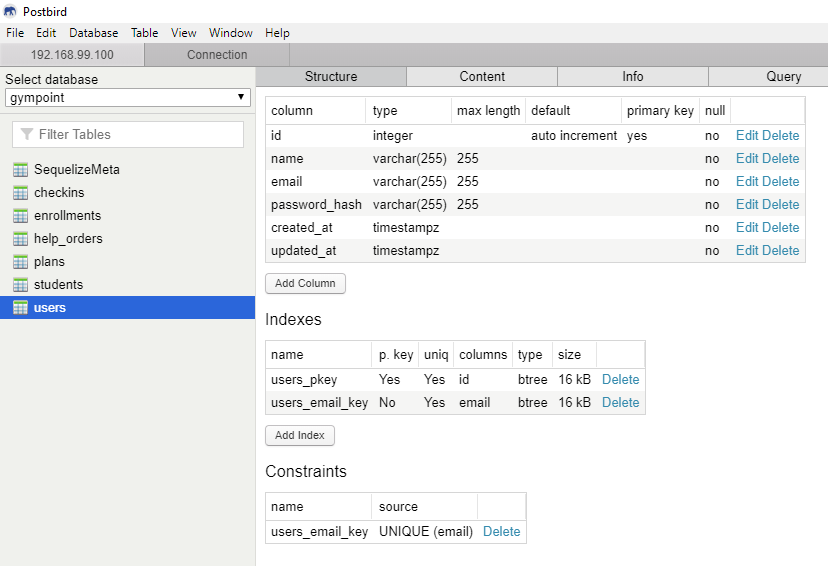 Postbird
File Edit Database Table View Window Help
192.168.99.100 Connection
Select database
gympoint
Filter Tables
SequelizeMeta
checkins
enrollments
help_orders
plans
students
users
Structure Content Info Query
column type max length default primary key null
id integer auto increment yes no Edit Delete
name varchar(255) 255 no Edit Delete
email varchar(255) 255 no Edit Delete
password_hash varchar(255) 255 no Edit Delete
created_at timestampz no Edit Delete
updated_at timestampz no Edit Delete
Add Column
Indexes
name p. key uniq columns type size
users_pkey Yes Yes id btree 16 kB Delete
users_email_key No Yes email btree 16 kB Delete
Add Index
Constraints
name source
users_email_key UNIQUE (email) Delete